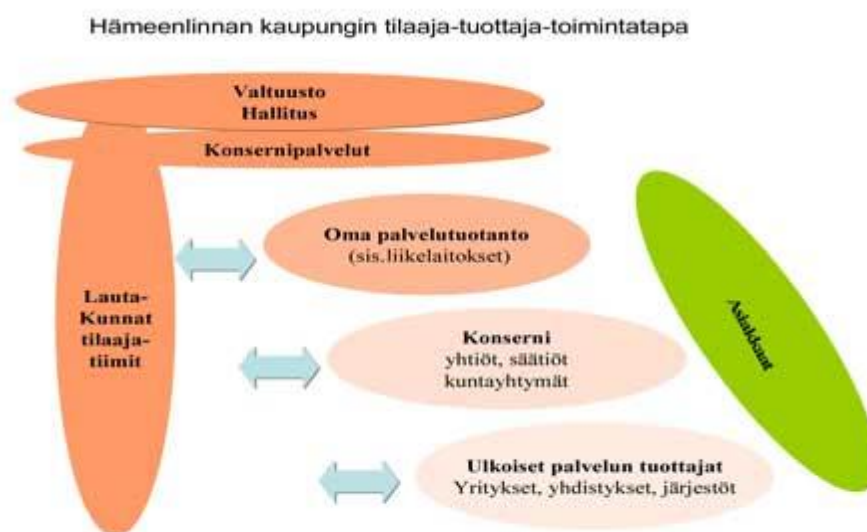 Hämeenlinnan kaupungin tilaaja-tuottaja-toimintatapa
Valtuusto
Hallitus
Konsernipalvelut
Oma palvelutuotanto
(sis.liikelaitokset)
Lauta-
Kunnat
tilaaja-
tiimit
Konserni
yhtiöt, säätiöt
kuntayhtymät
Asiakkaat
Ulkoiset palvelun tuottajat
Yritykset, yhdistykset, järjestöt